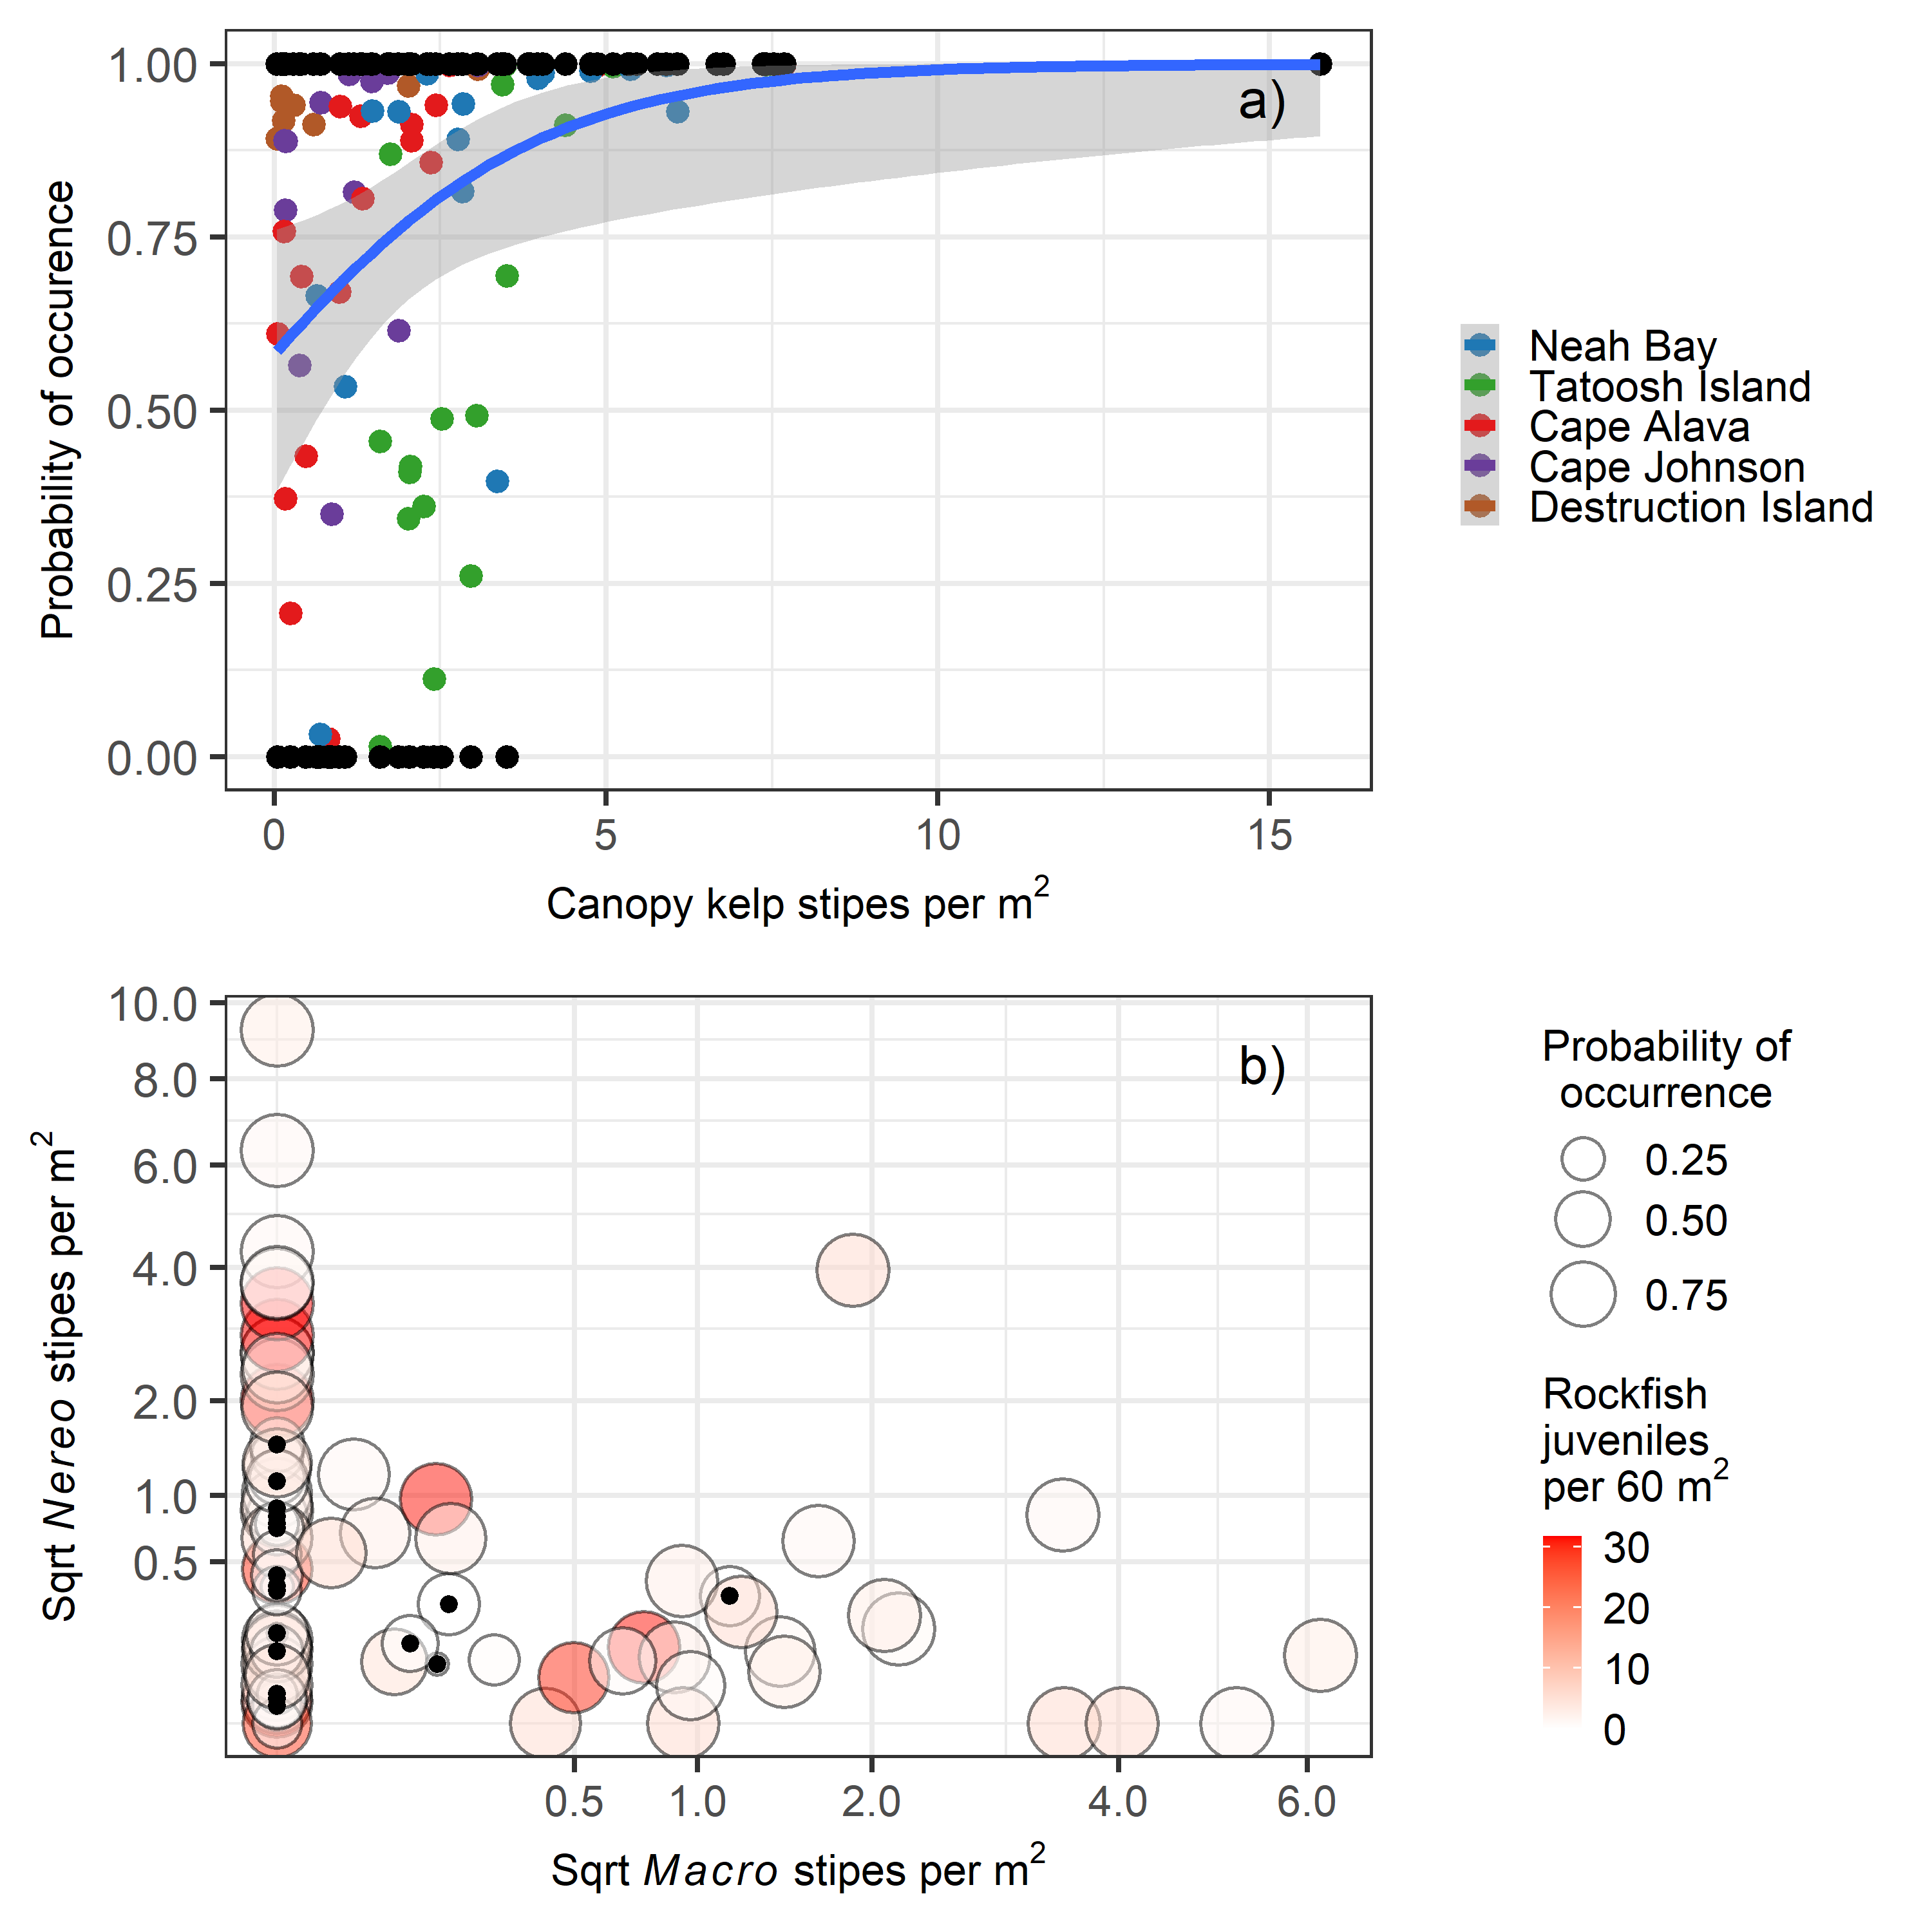 a)
1.00
0.75
0.50
0.25
0.00
Probability of occurence
0
5
10
15
Canopy kelp stipes per m²
Neah Bay
Tatoosh Island
Cape Alava
Cape Johnson
Destruction Island
b)
10.0
8.0
6.0
4.0
2.0
1.0
0.5
Sqrt Nereo stipes per m²
0.5
1.0
2.0
4.0
6.0
Sqrt Macro stipes per m²
Probability of
occurrence
0.25
0.50
0.75
Rockfish
juveniles
per 60 m²
30
20
10
0